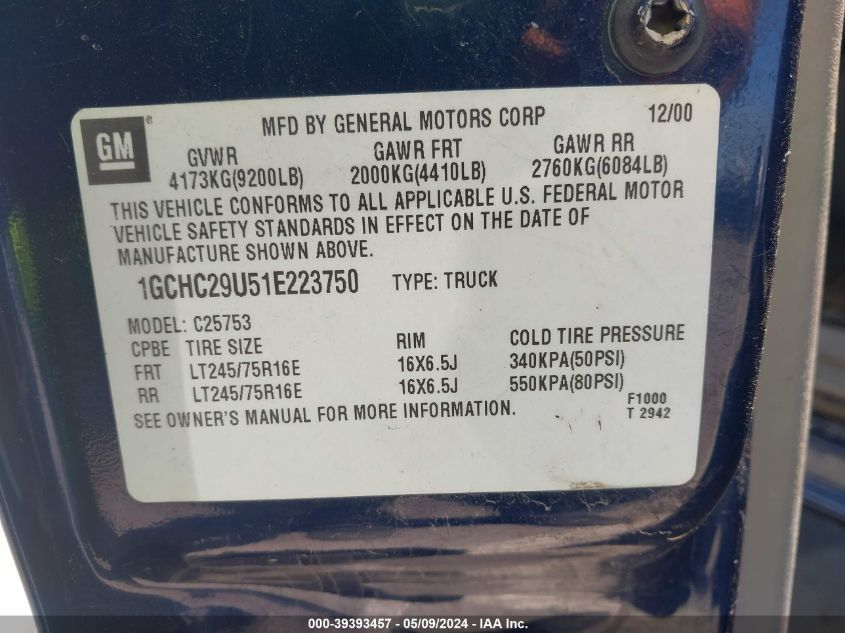 GM ®
MFD BY GENERAL MOTORS CORP 12/00
GVWR GAWR FRT GAWR RR
4173KG(9200LB) 2000KG(4410LB) 2760KG(6084LB)
THIS VEHICLE CONFORMS TO ALL APPLICABLE U.S. FEDERAL MOTOR
VEHICLE SAFETY STANDARDS IN EFFECT ON THE DATE OF
MANUFACTURE SHOWN ABOVE.
1GCHC29U51E223750 TYPE: TRUCK
MODEL: C25753
CPBE TIRE SIZE RIM COLD TIRE PRESSURE
FRT LT245/75R16E 16X6.5J 340KPA(50PSI)
RR LT245/75R16E 16X6.5J 550KPA(80PSI)
SEE OWNER'S MANUAL FOR MORE INFORMATION. F1000
T 2942
000-39393457 - 05/09/2024 - IAA Inc.